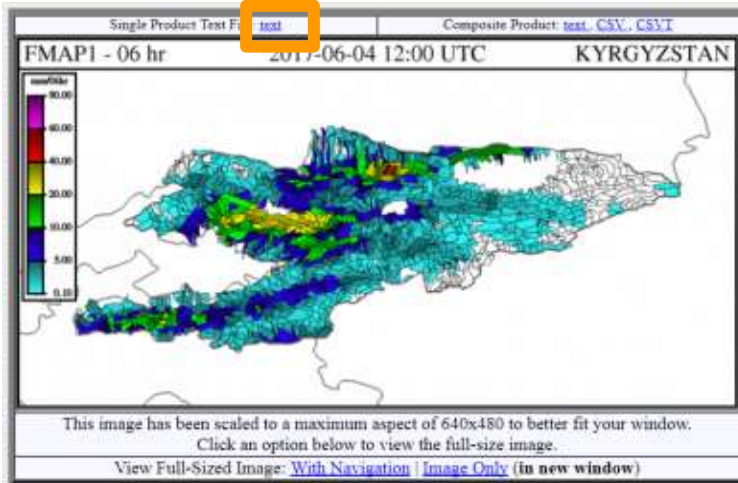 Single Product Text F text
Composite Product: text , CSV , CSVT
FMAP1 - 06 hr 2017-06-04 12:00 UTC KYRGYZSTAN
mm/06hr
90.00
60.00
40.00
20.00
10.00
5.00
0.10
This image has been scaled to a maximum aspect of 640x480 to better fit your window.
Click an option below to view the full-size image.
View Full-Sized Image: With Navigation | Image Only (in new window)